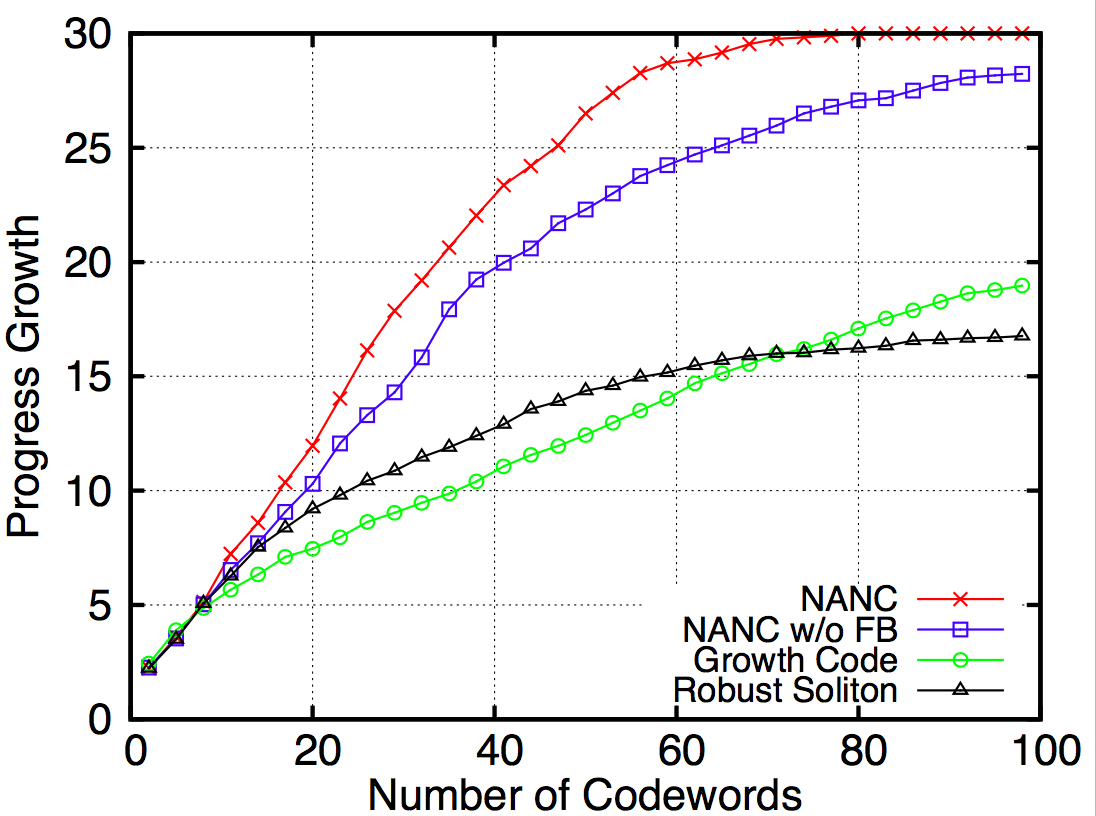 30
25
20
15
10
5
0
Progress Growth
NANC
NANC w/o FB
Growth Code
Robust Soliton
0 20 40 60 80 100
Number of Codewords